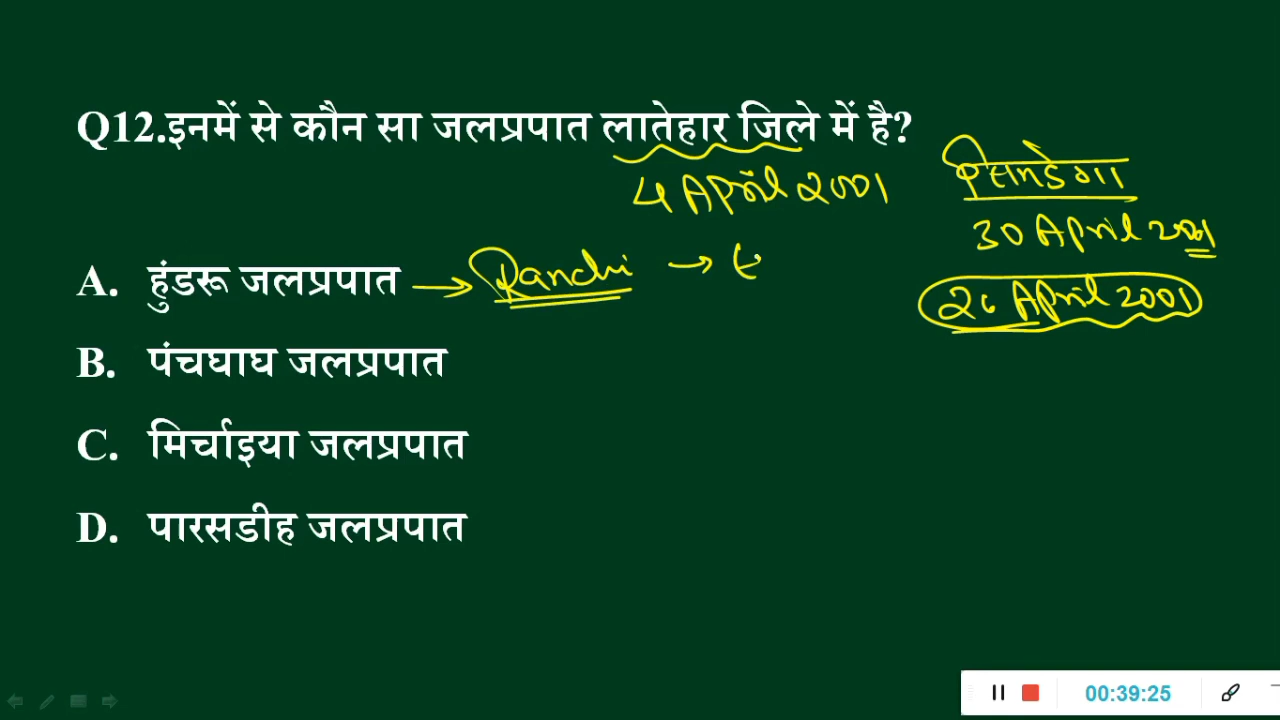 Q12.इनमें से कौन सा जलप्रपात लातेहार जिले में है?
4 April 2001
सिमडेगा
30 April 2001
A. हुंडरू जलप्रपात → Ranchi →
April 2001
B. पंचघाघ जलप्रपात
C. मिर्चाइया जलप्रपात
D. पारसडीह जलप्रपात
00:39:25